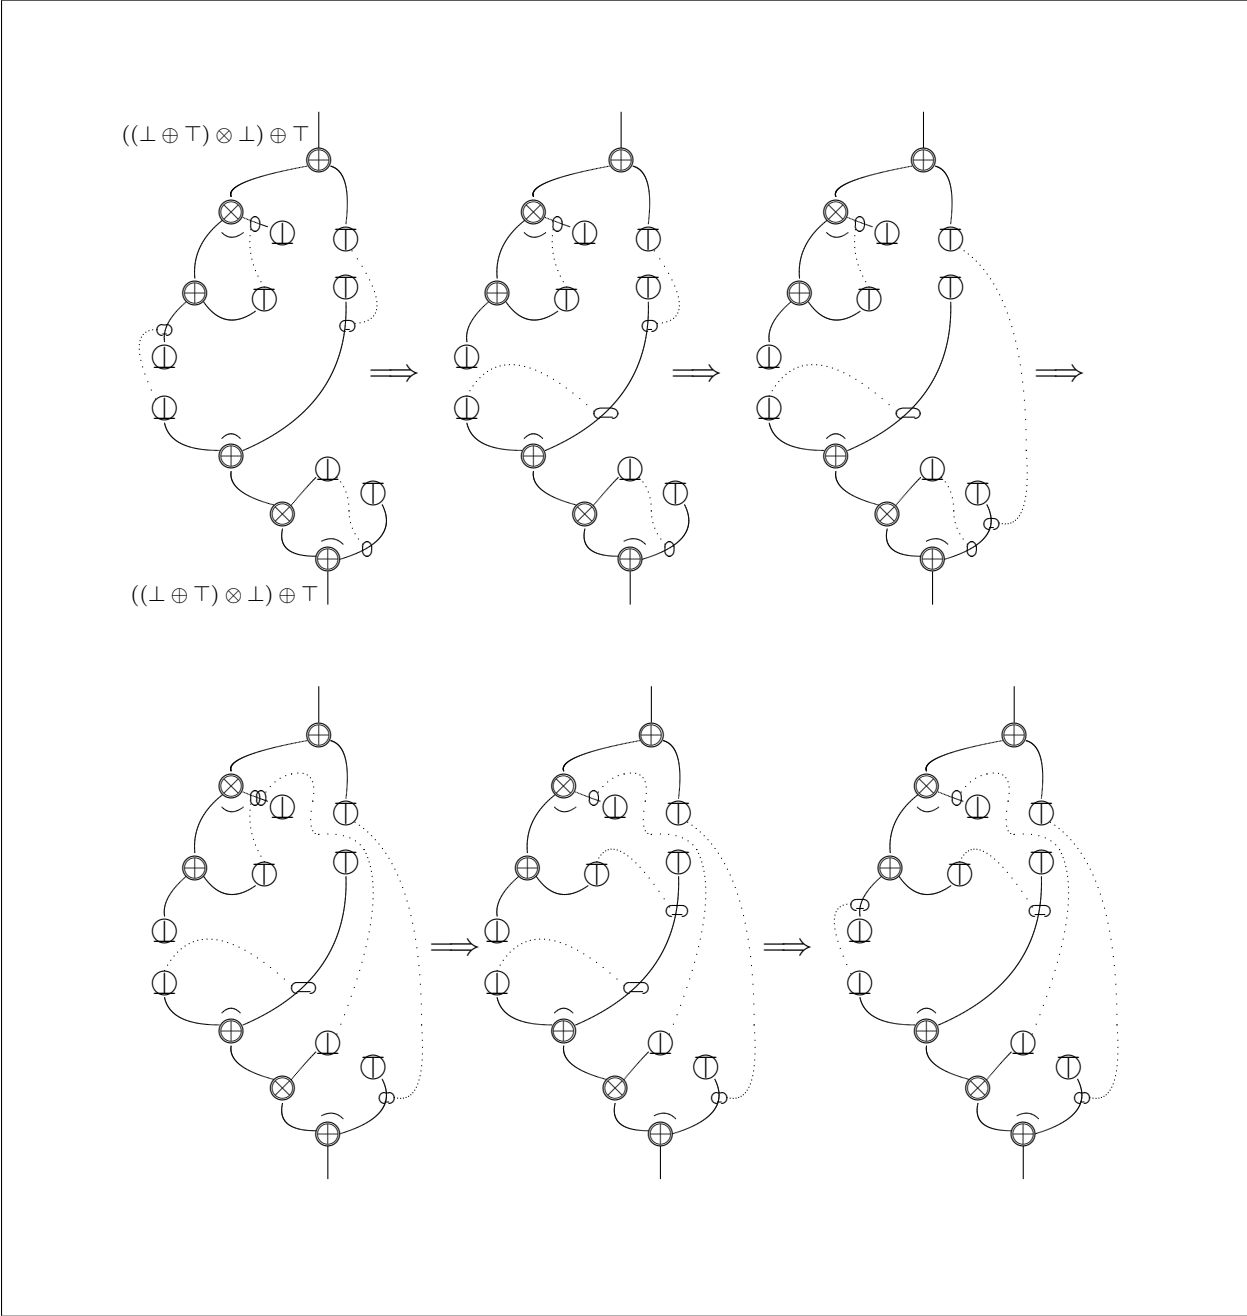 ((⊥ ⊕ ⊤) ⊗ ⊥) ⊕ ⊤
((⊥ ⊕ ⊤) ⊗ ⊥) ⊕ ⊤